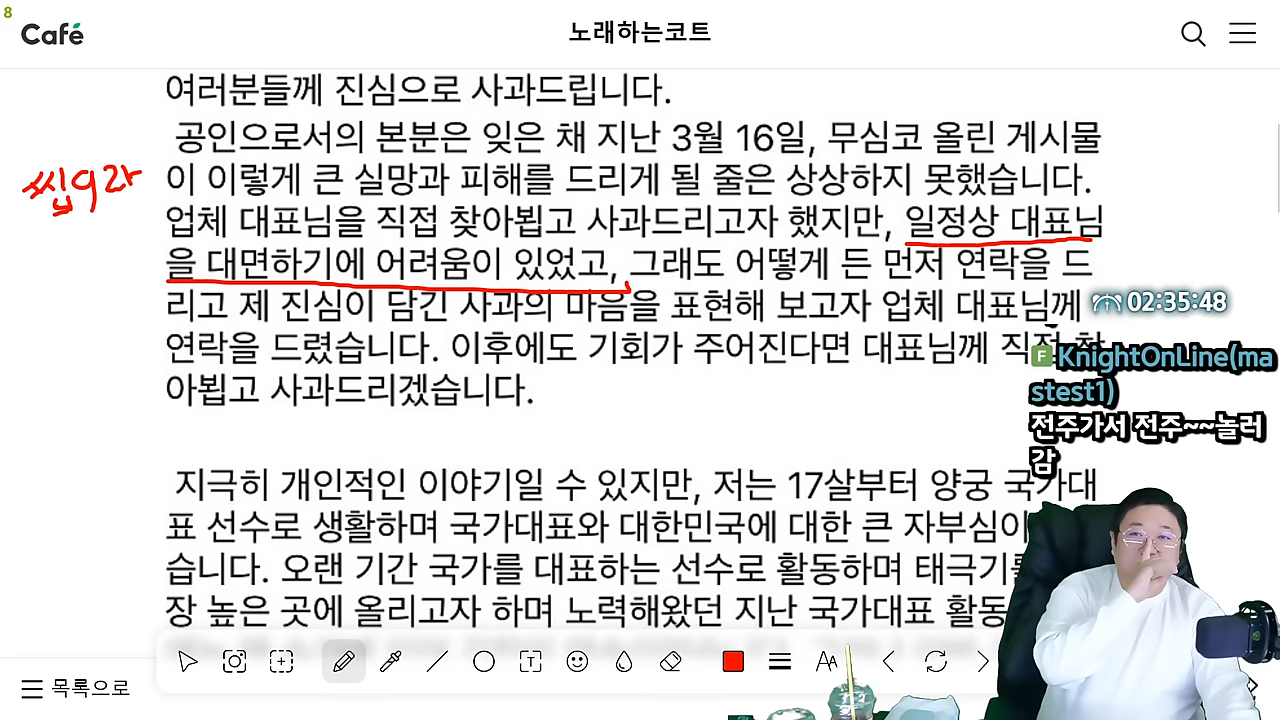 8
Café
노래하는코트
여러분들께 진심으로 사과드립니다.
공인으로서의 본분은 잊은 채 지난 3월 16일, 무심코 올린 게시물
이 이렇게 큰 실망과 피해를 드리게 될 줄은 상상하지 못했습니다.
업체 대표님을 직접 찾아뵙고 사과드리고자 했지만, 일정상 대표님
을 대면하기에 어려움이 있었고, 그래도 어떻게 든 먼저 연락을 드
리고 제 진심이 담긴 사과의 마음을 표현해 보고자 업체 대표님께
연락을 드렸습니다. 이후에도 기회가 주어진다면 대표님께 직접 찾
아뵙고 사과드리겠습니다.
02:35:48
F KnightOnLine(ma
stest1)
전주가서 전주~~놀러
감
지극히 개인적인 이야기일 수 있지만, 저는 17살부터 양궁 국가대
표 선수로 생활하며 국가대표와 대한민국에 대한 큰 자부심이
습니다. 오랜 기간 국가를 대표하는 선수로 활동하며 태극기를
장 높은 곳에 올리고자 하며 노력해왔던 지난 국가대표 활동
목록으로